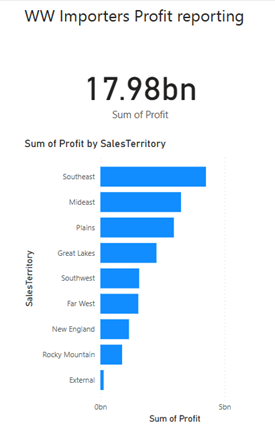 WW Importers Profit reporting
17.98bn
Sum of Profit
Sum of Profit by SalesTerritory
SalesTerritory
Southeast
Mideast
Plains
Great Lakes
Southwest
Far West
New England
Rocky Mountain
External
0bn 5bn
Sum of Profit